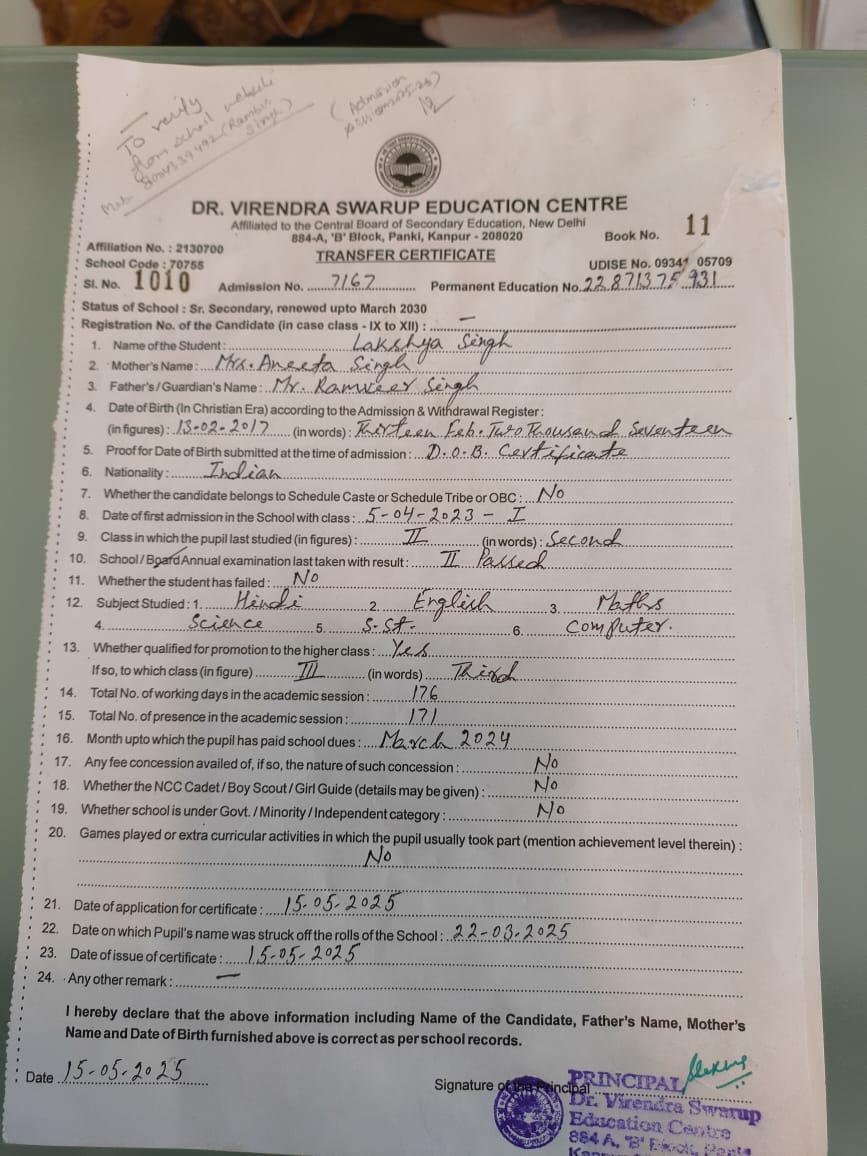 To verify
from school website
(Ramvir Singh)
Mob
(Admission
2025-26)
DR. VIRENDRA SWARUP EDUCATION CENTRE
Affiliated to the Central Board of Secondary Education, New Delhi
884-A, 'B' Block, Panki, Kanpur - 208020
Book No. 11
Affiliation No. : 2130700
TRANSFER CERTIFICATE
UDISE No. 0934 05709
School Code : 70755
Sl. No. 1010 Admission No. 7167 Permanent Education No. 22871375931
Status of School : Sr. Secondary, renewed upto March 2030
Registration No. of the Candidate (in case class - IX to XII) : —
1. Name of the Student : Lakshya Singh
2. Mother's Name : Mrs. Aneeta Singh
3. Father's / Guardian's Name : Mr. Ramveer Singh
4. Date of Birth (In Christian Era) according to the Admission & Withdrawal Register :
(in figures) : 13-02-2017 (in words) : Thirteen Feb. Two Thousand Seventeen
5. Proof for Date of Birth submitted at the time of admission : D.O.B. Certificate
6. Nationality : Indian
7. Whether the candidate belongs to Schedule Caste or Schedule Tribe or OBC : No
8. Date of first admission in the School with class : 5-04-2023 - I
9. Class in which the pupil last studied (in figures) : II (in words) : Second
10. School / Board Annual examination last taken with result : II Passed
11. Whether the student has failed : No
12. Subject Studied : 1. Hindi 2. English 3. Maths
4. Science 5. S.St. 6. Computer.
13. Whether qualified for promotion to the higher class : Yes
If so, to which class (in figure) III (in words) Third
14. Total No. of working days in the academic session : 176
15. Total No. of presence in the academic session : 171
16. Month upto which the pupil has paid school dues : March 2024
17. Any fee concession availed of, if so, the nature of such concession : No
18. Whether the NCC Cadet / Boy Scout / Girl Guide (details may be given) : No
19. Whether school is under Govt. / Minority / Independent category : No
20. Games played or extra curricular activities in which the pupil usually took part (mention achievement level therein) :
No
21. Date of application for certificate : 15-05-2025
22. Date on which Pupil's name was struck off the rolls of the School : 22-03-2025
23. Date of issue of certificate : 15-05-2025
24. Any other remark : —
I hereby declare that the above information including Name of the Candidate, Father's Name, Mother's
Name and Date of Birth furnished above is correct as per school records.
Date 15-05-2025
Signature of the Principal
PRINCIPAL
Dr. Virendra Swarup
Education Centre
884 A, 'B' Block, Panki